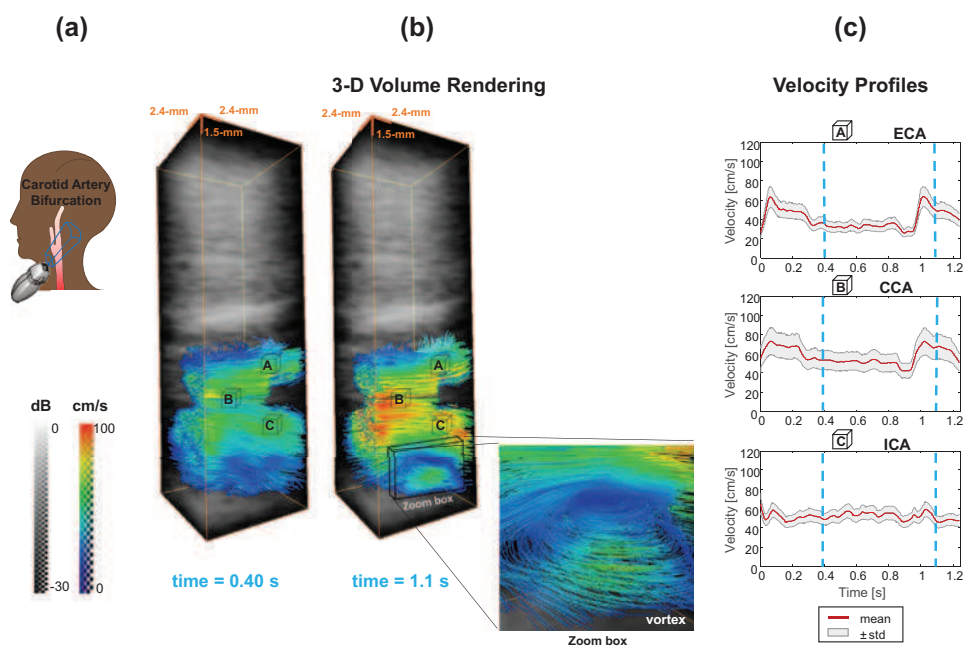 (a)
(b)
(c)
3-D Volume Rendering
Velocity Profiles
2.4-mm
2.4-mm
1.5-mm
2.4-mm
2.4-mm
1.5-mm
Carotid Artery
Bifurcation
A
B
C
A
B
C
Zoom box
dB
cm/s
0
100
-30
0
time = 0.40 s
time = 1.1 s
vortex
Zoom box
A
ECA
Velocity [cm/s]
120
100
80
60
40
20
0
0
0.2
0.4
0.6
0.8
1
1.2
B
CCA
Velocity [cm/s]
120
100
80
60
40
20
0
0
0.2
0.4
0.6
0.8
1
1.2
C
ICA
Velocity [cm/s]
120
100
80
60
40
20
0
0
0.2
0.4
0.6
0.8
1
1.2
Time [s]
mean
± std